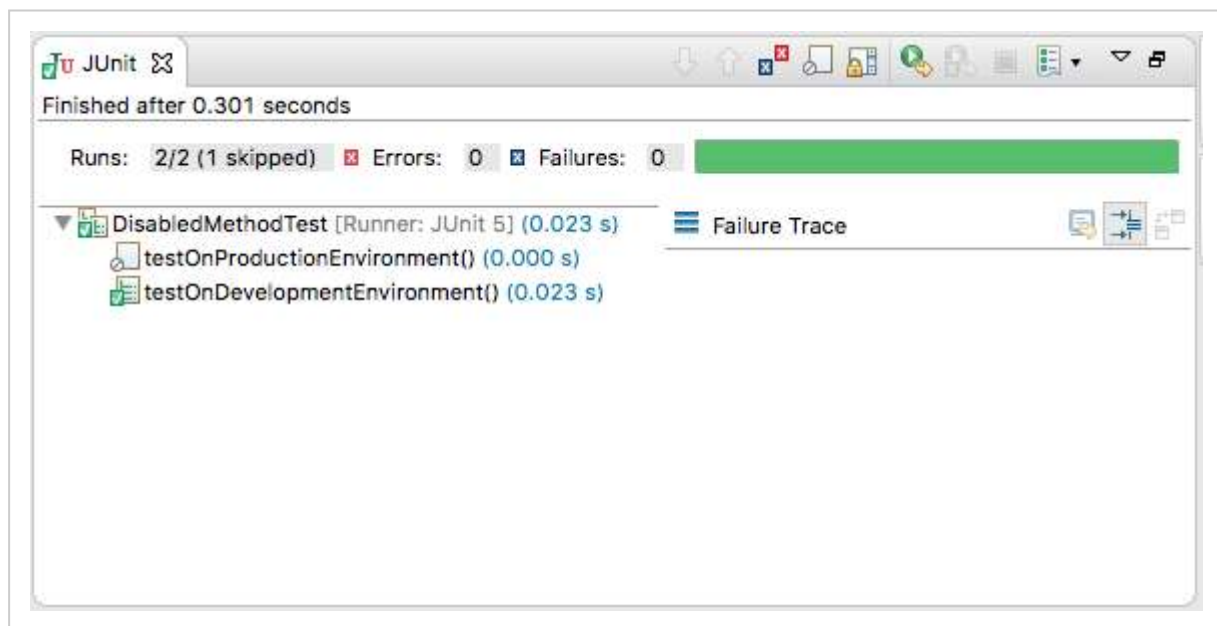 JUnit
Finished after 0.301 seconds
Runs: 2/2 (1 skipped) Errors: 0 Failures: 0
DisabledMethodTest [Runner: JUnit 5] (0.023 s)
Failure Trace
testOnProductionEnvironment() (0.000 s)
testOnDevelopmentEnvironment() (0.023 s)